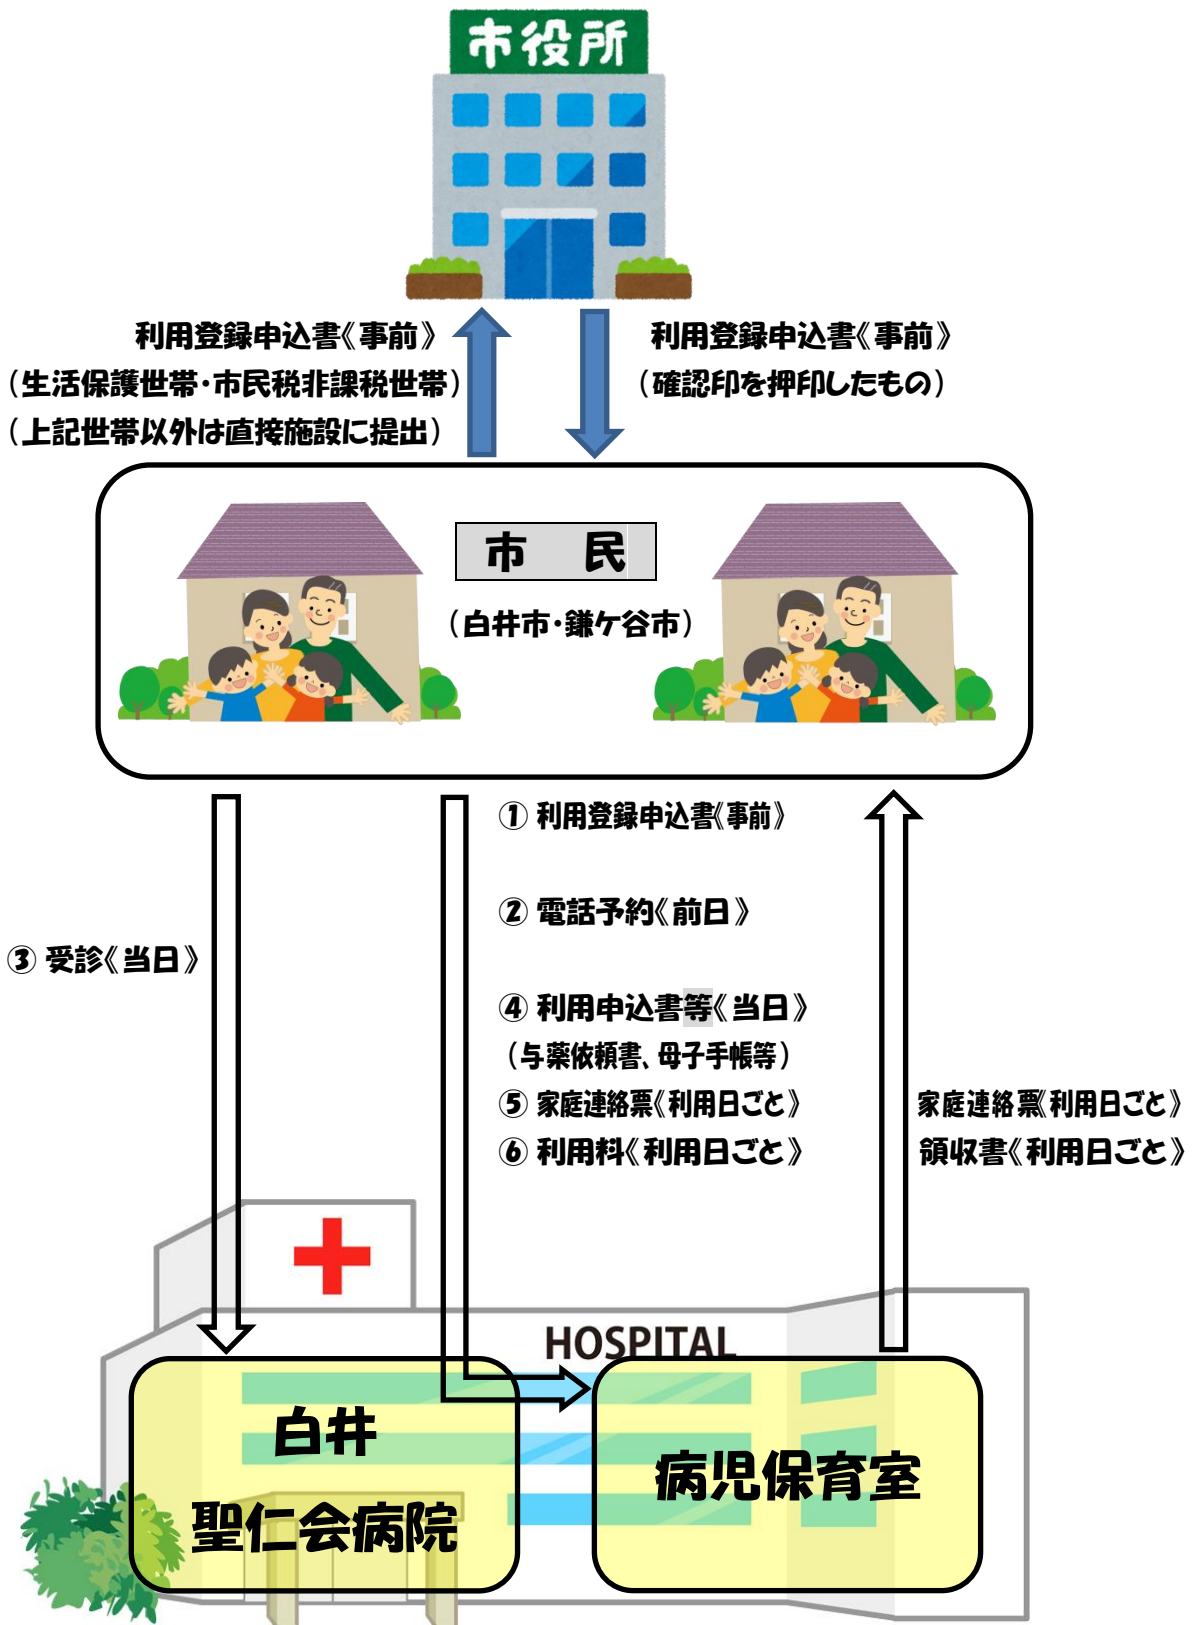 市役所
利用登録申込書《事前》
(生活保護世帯・市民税非課税世帯)
(上記世帯以外は直接施設に提出)
利用登録申込書《事前》
(確認印を押印したもの)
市　民
(白井市・鎌ケ谷市)
① 利用登録申込書《事前》
② 電話予約《前日》
③ 受診《当日》
④ 利用申込書等《当日》
(与薬依頼書、母子手帳等)
⑤ 家庭連絡票《利用日ごと》
⑥ 利用料《利用日ごと》
家庭連絡票《利用日ごと》
領収書《利用日ごと》
HOSPITAL
白井
聖仁会病院
病児保育室